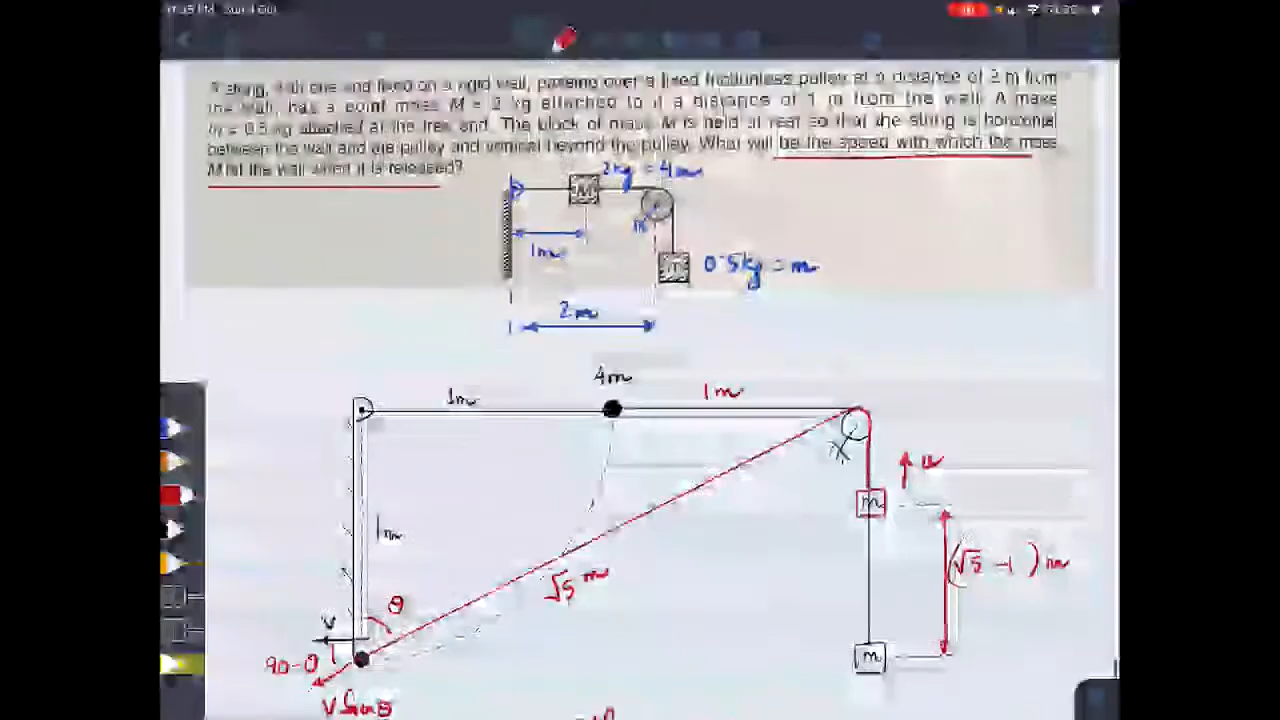 A string, with one end fixed on a rigid wall, passing over a fixed frictionless pulley at a distance of 2 m from
the wall, has a point mass M = 2 kg attached to it a distance of 1 m from the wall. A mass
m = 0.5 kg attached at the free end. The block of mass M is held at rest so that the string is horizontal
between the wall and the pulley and vertical beyond the pulley. What will be the speed with which the mass
M hit the wall when it is released?
2kg = 4m
M
1m
m
0.5kg = m
2m
4m
1m
1m
u
m
1m
√5 m
(√5 - 1) m
θ
v
m
90-θ
V sinθ